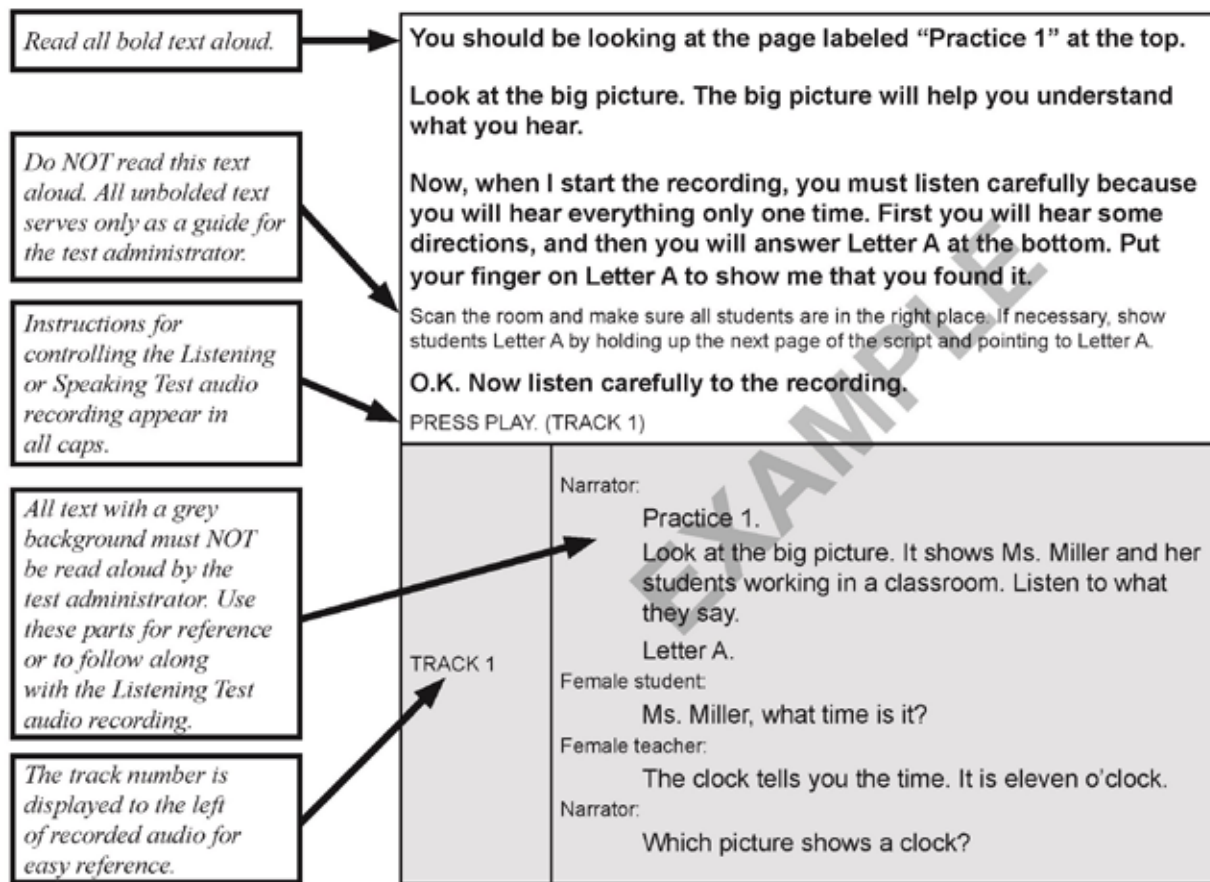 Read all bold text aloud.
Do NOT read this text
aloud. All unbolded text
serves only as a guide for
the test administrator.
Instructions for
controlling the Listening
or Speaking Test audio
recording appear in
all caps.
All text with a grey
background must NOT
be read aloud by the
test administrator. Use
these parts for reference
or to follow along
with the Listening Test
audio recording.
The track number is
displayed to the left
of recorded audio for
easy reference.
You should be looking at the page labeled “Practice 1” at the top.
Look at the big picture. The big picture will help you understand
what you hear.
Now, when I start the recording, you must listen carefully because
you will hear everything only one time. First you will hear some
directions, and then you will answer Letter A at the bottom. Put
your finger on Letter A to show me that you found it.
Scan the room and make sure all students are in the right place. If necessary, show
students Letter A by holding up the next page of the script and pointing to Letter A.
O.K. Now listen carefully to the recording.
PRESS PLAY. (TRACK 1)
TRACK 1
Narrator:
Practice 1.
Look at the big picture. It shows Ms. Miller and her
students working in a classroom. Listen to what
they say.
Letter A.
Female student:
Ms. Miller, what time is it?
Female teacher:
The clock tells you the time. It is eleven o’clock.
Narrator:
Which picture shows a clock?
EXAMPLE